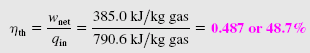 η_th = w_net / q_in = 385.0 kJ/kg gas / 790.6 kJ/kg gas = 0.487 or 48.7%